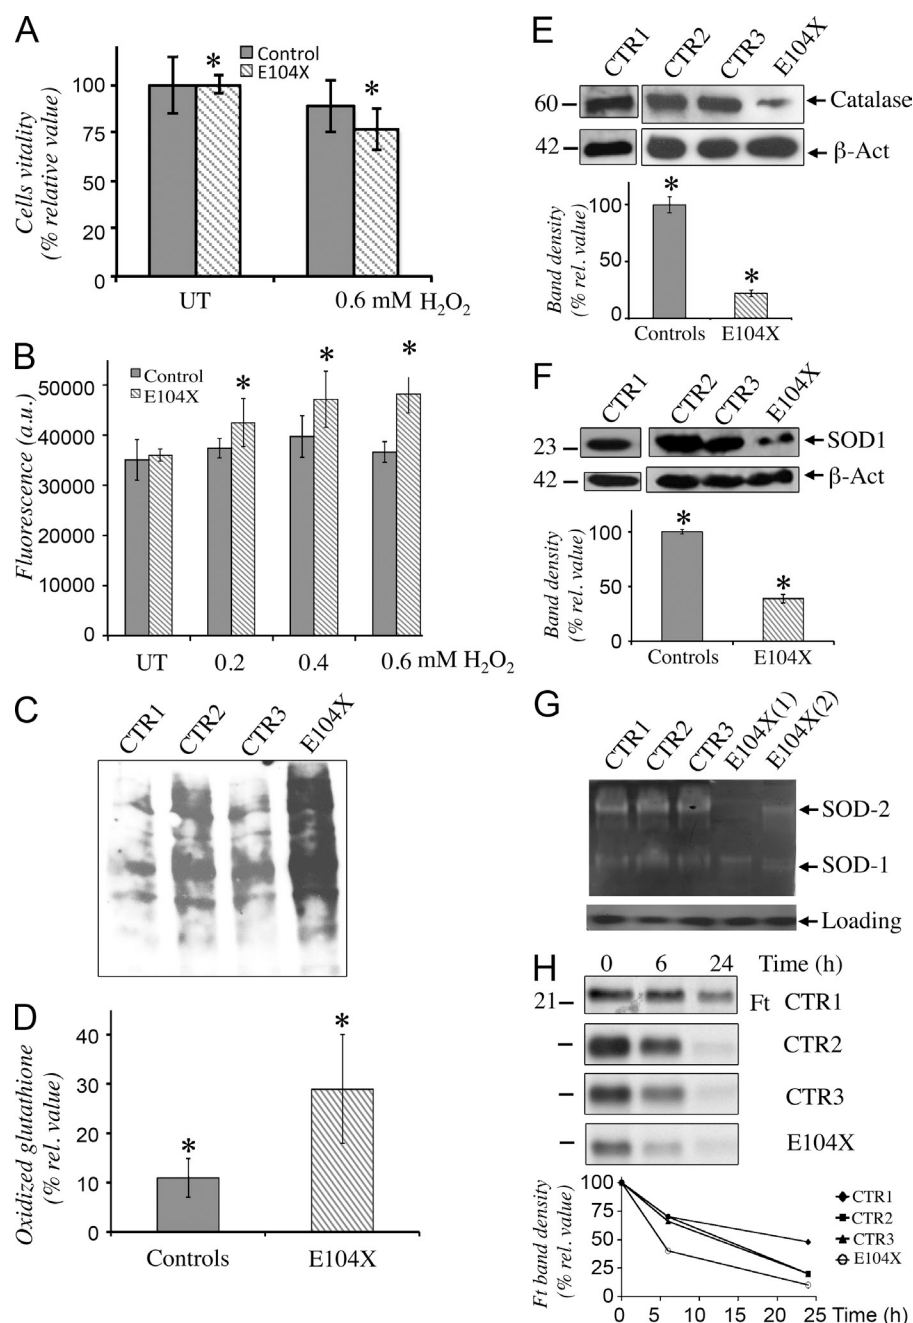 A
Control
E104X
Cells vitality
(% relative value)
100
75
50
20
0
*
*
UT
0.6 mM H₂O₂
B
Control
E104X
Fluorescence (a.u.)
50000
40000
30000
20000
10000
0
*
*
*
UT
0.2
0.4
0.6 mM H₂O₂
C
CTR1
CTR2
CTR3
E104X
D
Oxidized glutathione
(% rel. value)
40
30
20
10
0
*
*
Controls
E104X
E
CTR1
CTR2
CTR3
E104X
60
Catalase
42
β-Act
Band density
(% rel. value)
100
50
0
*
*
Controls
E104X
F
CTR1
CTR2
CTR3
E104X
23
SOD1
42
β-Act
Band density
(% rel. value)
100
50
0
*
*
Controls
E104X
G
CTR1
CTR2
CTR3
E104X(1)
E104X(2)
SOD-2
SOD-1
Loading
H
0 6 24 Time (h)
21
Ft CTR1
CTR2
CTR3
E104X
Ft band density
(% rel. value)
100
75
50
25
0
CTR1
CTR2
CTR3
E104X
0 5 10 15 20 25 Time (h)